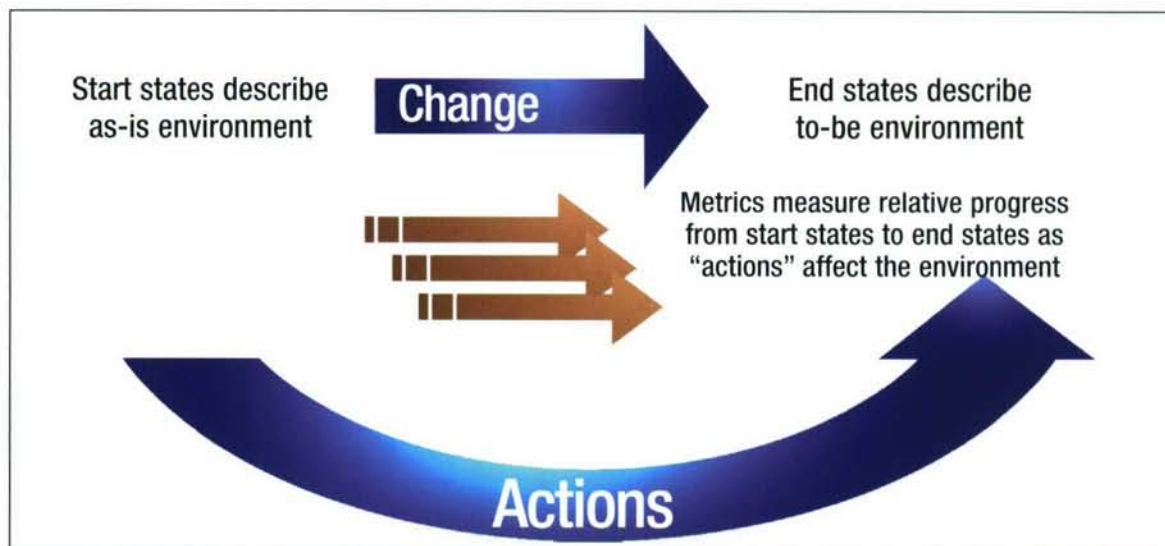 Start states describe
as-is environment
Change
End states describe
to-be environment
Metrics measure relative progress
from start states to end states as
“actions” affect the environment
Actions